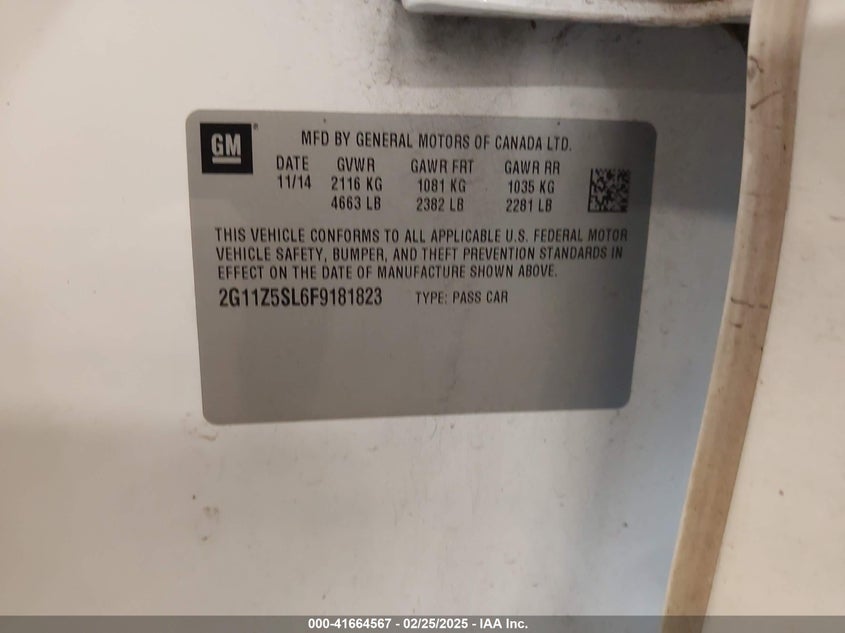 GM
MFD BY GENERAL MOTORS OF CANADA LTD.
DATE GVWR GAWR FRT GAWR RR
11/14 2116 KG 1081 KG 1035 KG
4663 LB 2382 LB 2281 LB
THIS VEHICLE CONFORMS TO ALL APPLICABLE U.S. FEDERAL MOTOR
VEHICLE SAFETY, BUMPER, AND THEFT PREVENTION STANDARDS IN
EFFECT ON THE DATE OF MANUFACTURE SHOWN ABOVE.
2G11Z5SL6F9181823 TYPE: PASS CAR
000-41664567 - 02/25/2025 - IAA Inc.